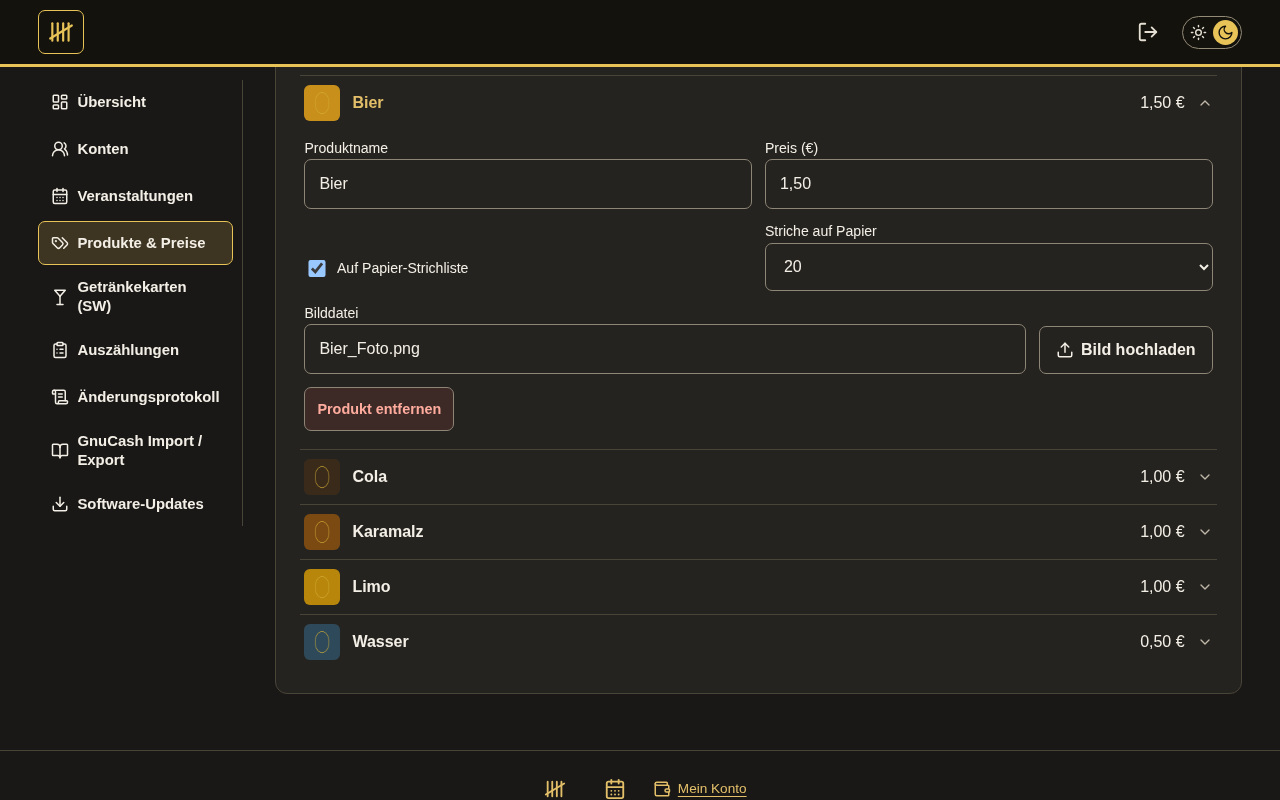 Übersicht
Konten
Veranstaltungen
Produkte & Preise
Getränkekarten
(SW)
Auszählungen
Änderungsprotokoll
GnuCash Import /
Export
Software-Updates
Bier
1,50 €
Produktname
Preis (€)
Bier
1,50
Striche auf Papier
Auf Papier-Strichliste
20
Bilddatei
Bier_Foto.png
Bild hochladen
Produkt entfernen
Cola
1,00 €
Karamalz
1,00 €
Limo
1,00 €
Wasser
0,50 €
Mein Konto